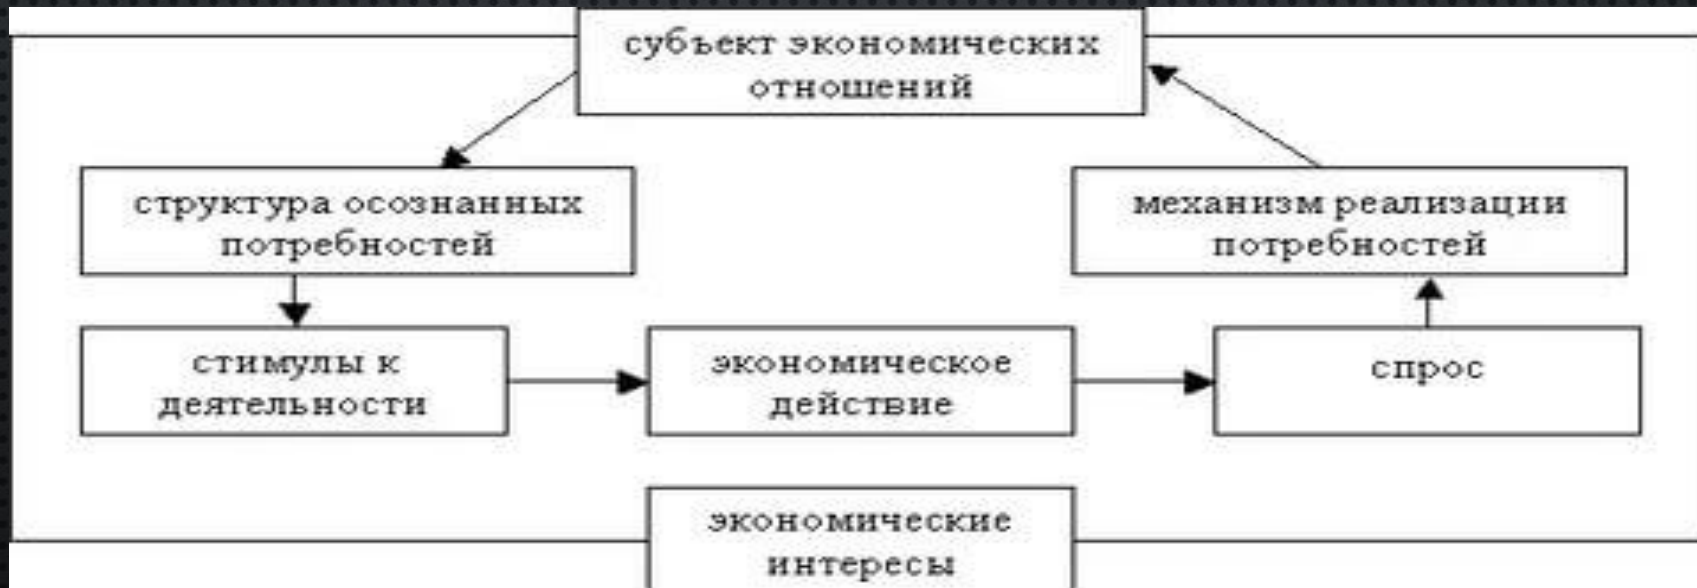 субъект экономических
отношений
структура осознанных
потребностей
механизм реализации
потребностей
стимулы к
деятельности
экономическое
действие
спрос
экономические
интересы